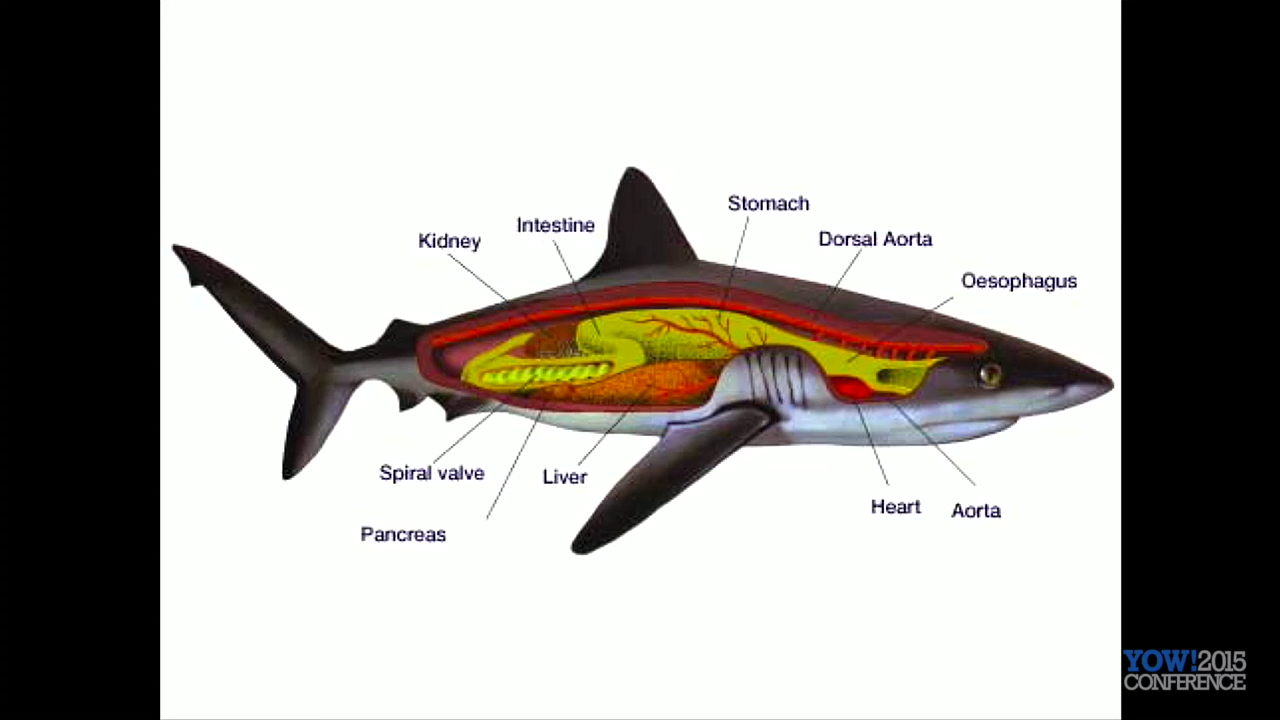 Stomach
Intestine
Kidney
Dorsal Aorta
Oesophagus
Spiral valve
Liver
Pancreas
Heart
Aorta
YOW! 2015
CONFERENCE